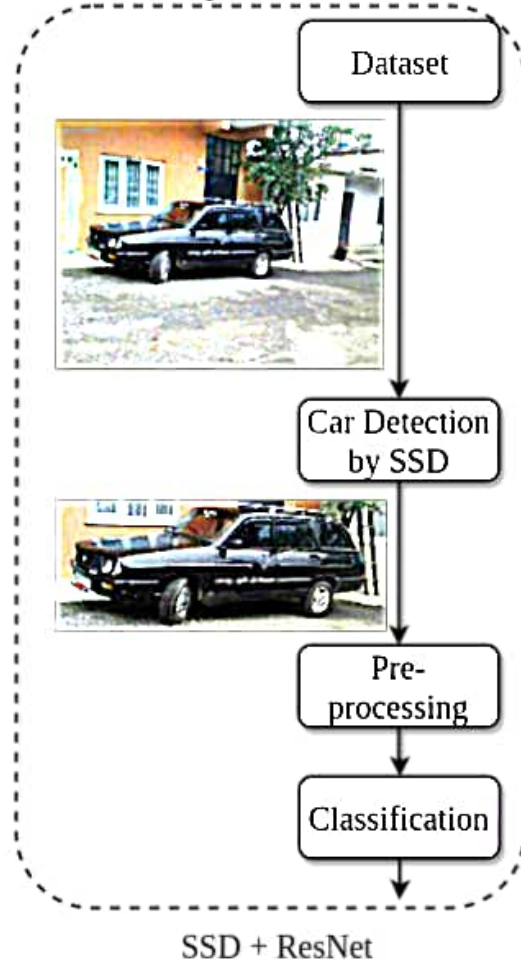 Dataset
Car Detection
by SSD
Pre-
processing
Classification
SSD + ResNet